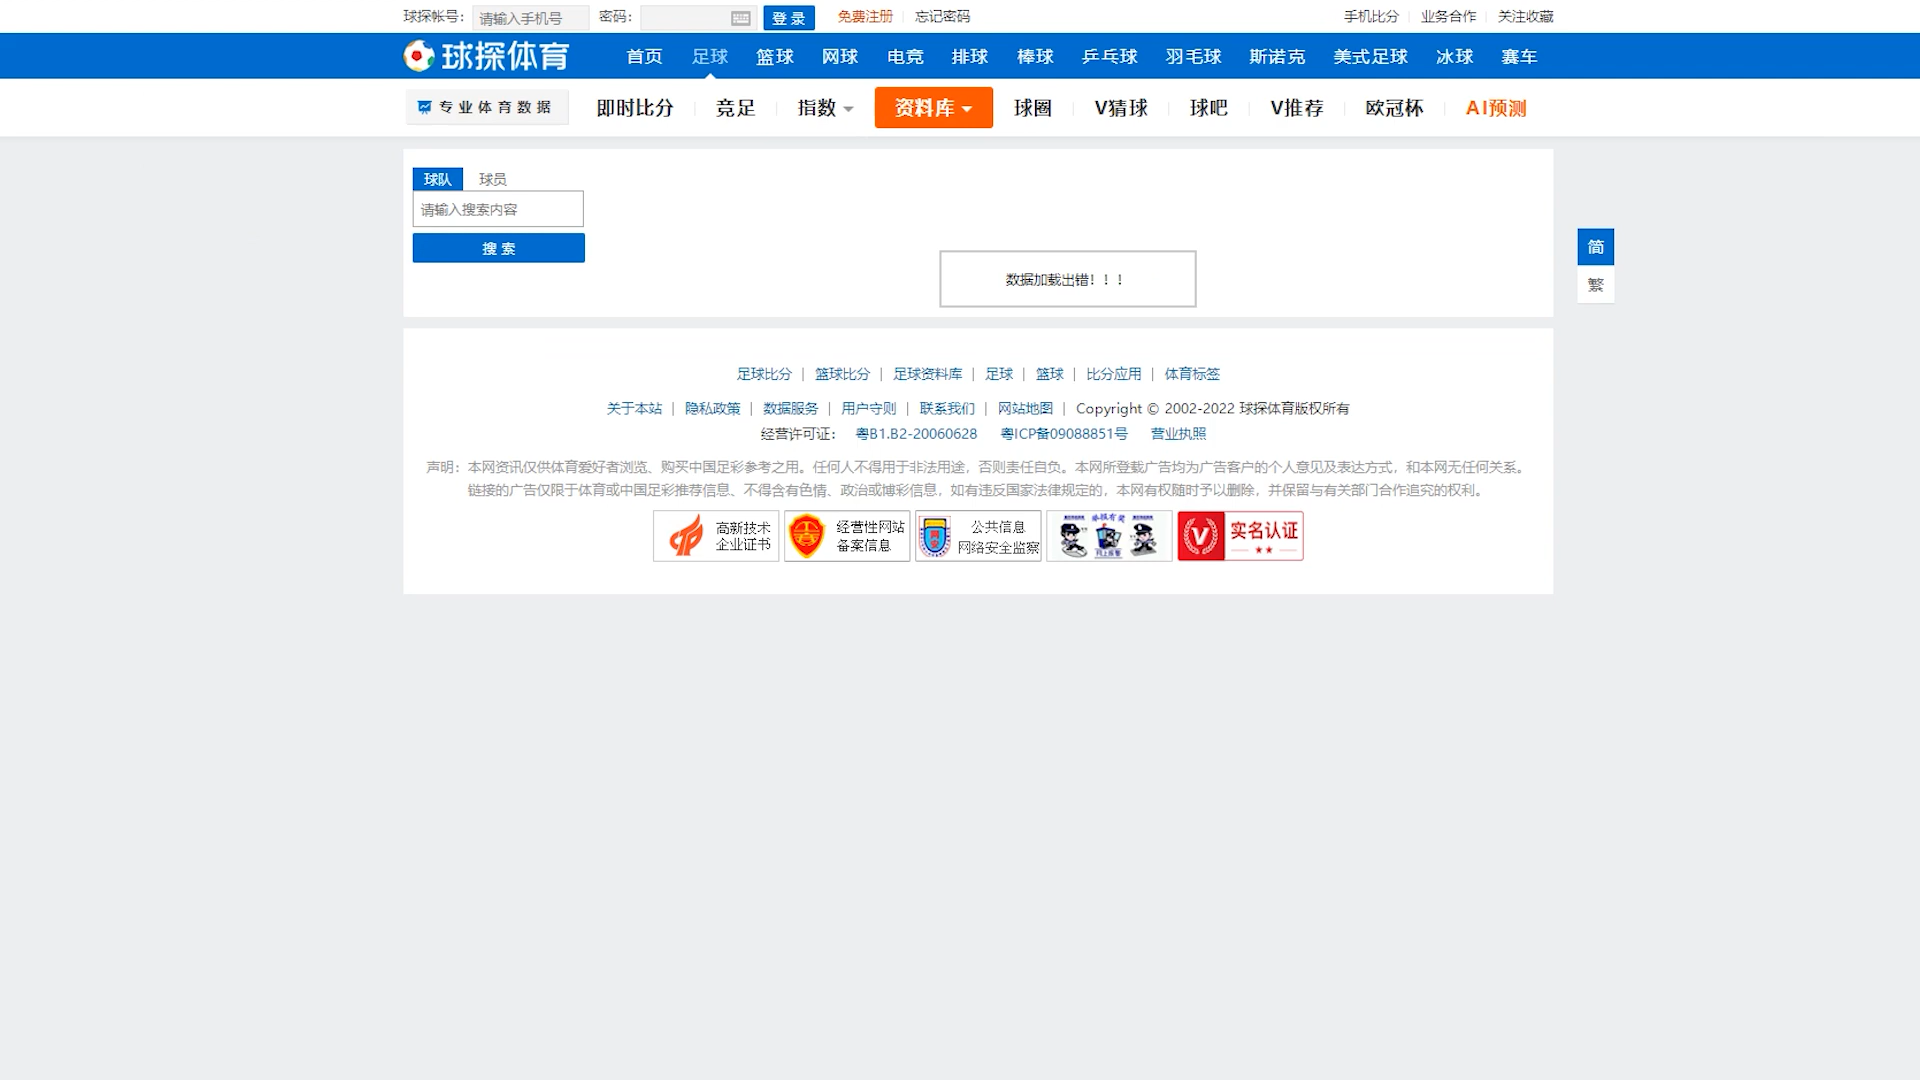 球探帐号： 请输入手机号 密码： 登 录 免费注册 忘记密码 手机比分 业务合作 关注收藏
球探体育 首页 足球 篮球 网球 电竞 排球 棒球 乒乓球 羽毛球 斯诺克 美式足球 冰球 赛车
专业体育数据 即时比分 竞足 指数 资料库 球圈 V猜球 球吧 V推荐 欧冠杯 AI预测
球队 球员
请输入搜索内容
搜 索
简
数据加载出错！！！
繁
足球比分 | 篮球比分 | 足球资料库 | 足球 | 篮球 | 比分应用 | 体育标签
关于本站 | 隐私政策 | 数据服务 | 用户守则 | 联系我们 | 网站地图 | Copyright © 2002-2022 球探体育版权所有
经营许可证： 粤B1.B2-20060628 粤ICP备09088851号 营业执照
声明：本网资讯仅供体育爱好者浏览、购买中国足彩参考之用。任何人不得用于非法用途，否则责任自负。本网所登载广告均为广告客户的个人意见及表达方式，和本网无任何关系。
链接的广告仅限于体育或中国足彩推荐信息、不得含有色情、政治或博彩信息，如有违反国家法律规定的，本网有权随时予以删除，并保留与有关部门合作追究的权利。
高新技术
企业证书
经营性网站
备案信息
公共信息
网络安全监察
实名认证